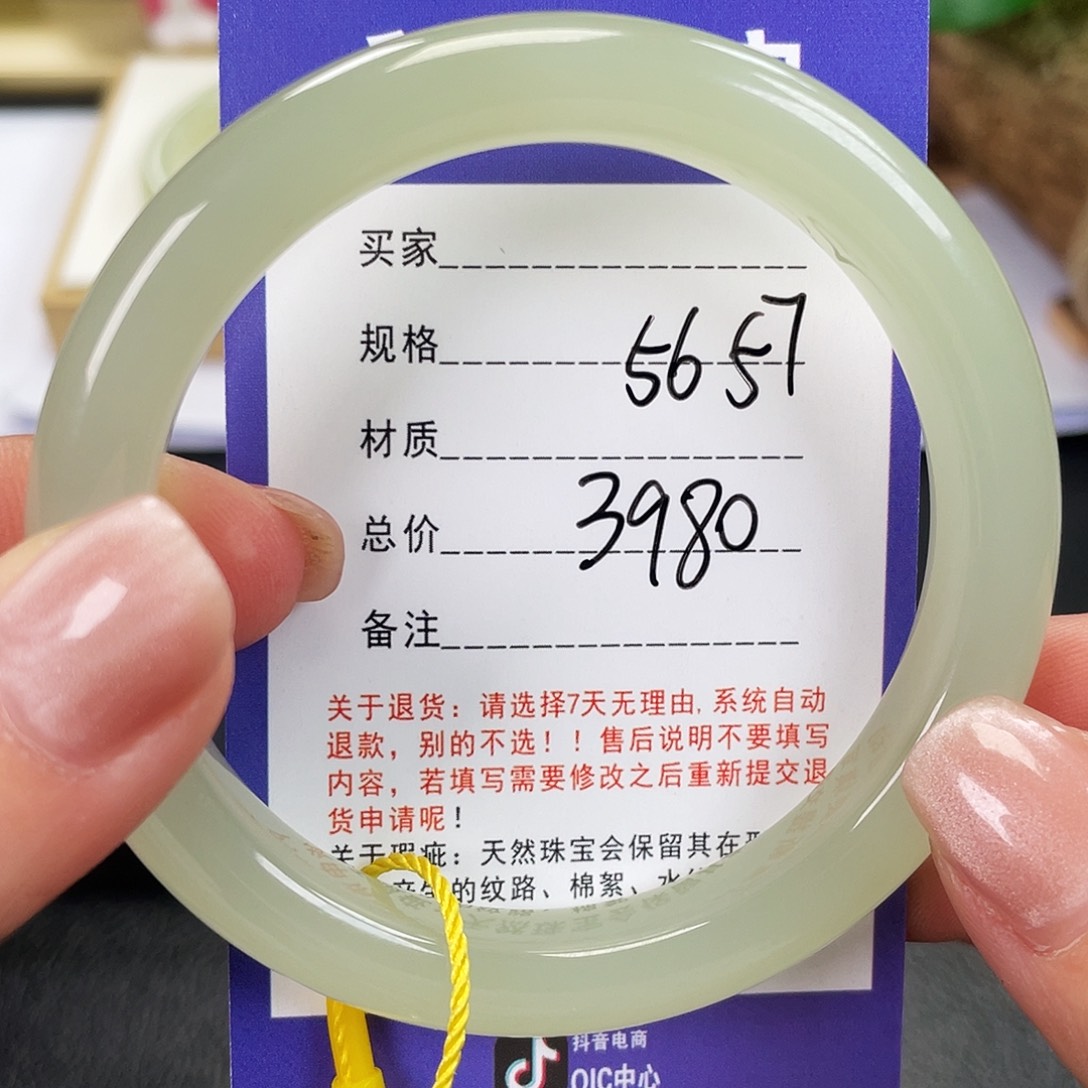 买家
规格 56 57
材质
总价 3980
备注
关于退货：请选择7天无理由,系统自动
退款，别的不选！！售后说明不要填写
内容，若填写需要修改之后重新提交退
货申请呢！
关于瑕疵：天然珠宝会保留其在
产生的纹路、棉絮、水
抖音电商
QIC中心